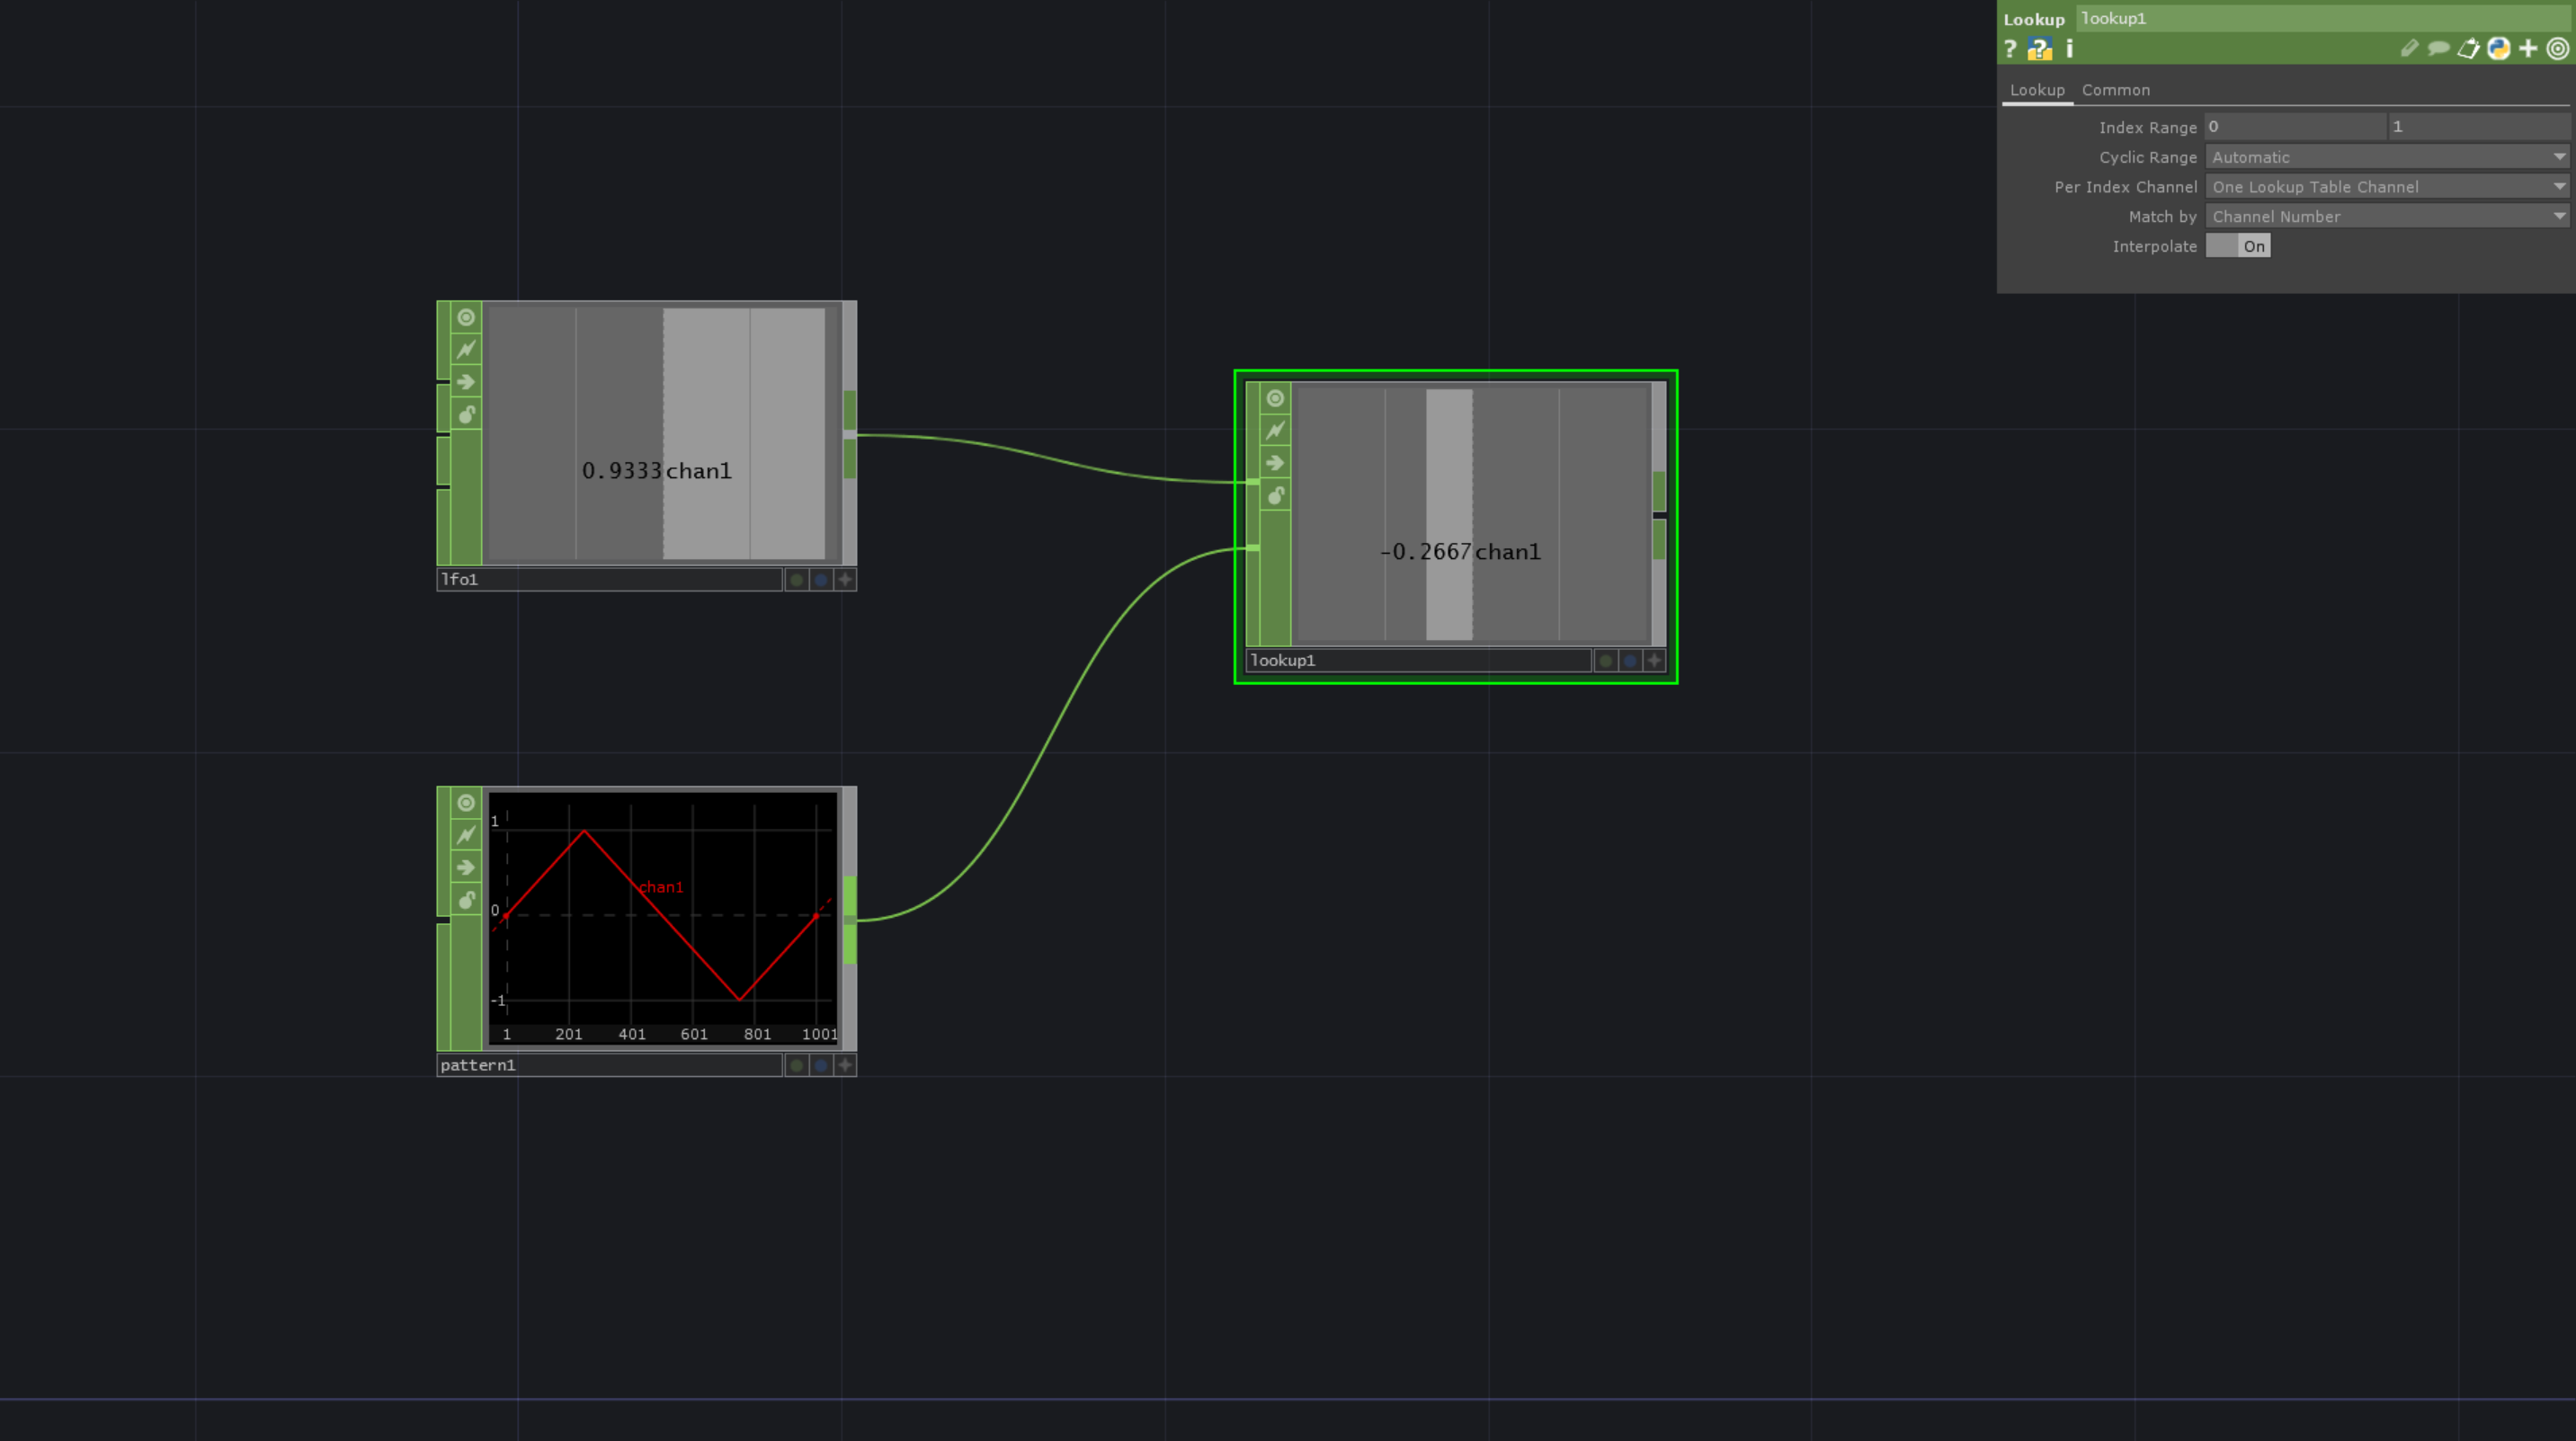 Lookup lookup1
? ? i
Lookup Common
Index Range 0 1
Cyclic Range Automatic
Per Index Channel One Lookup Table Channel
Match by Channel Number
Interpolate On
0.9333 chan1
lfo1
-0.2667 chan1
lookup1
1
chan1
0
-1
1 201 401 601 801 1001
pattern1